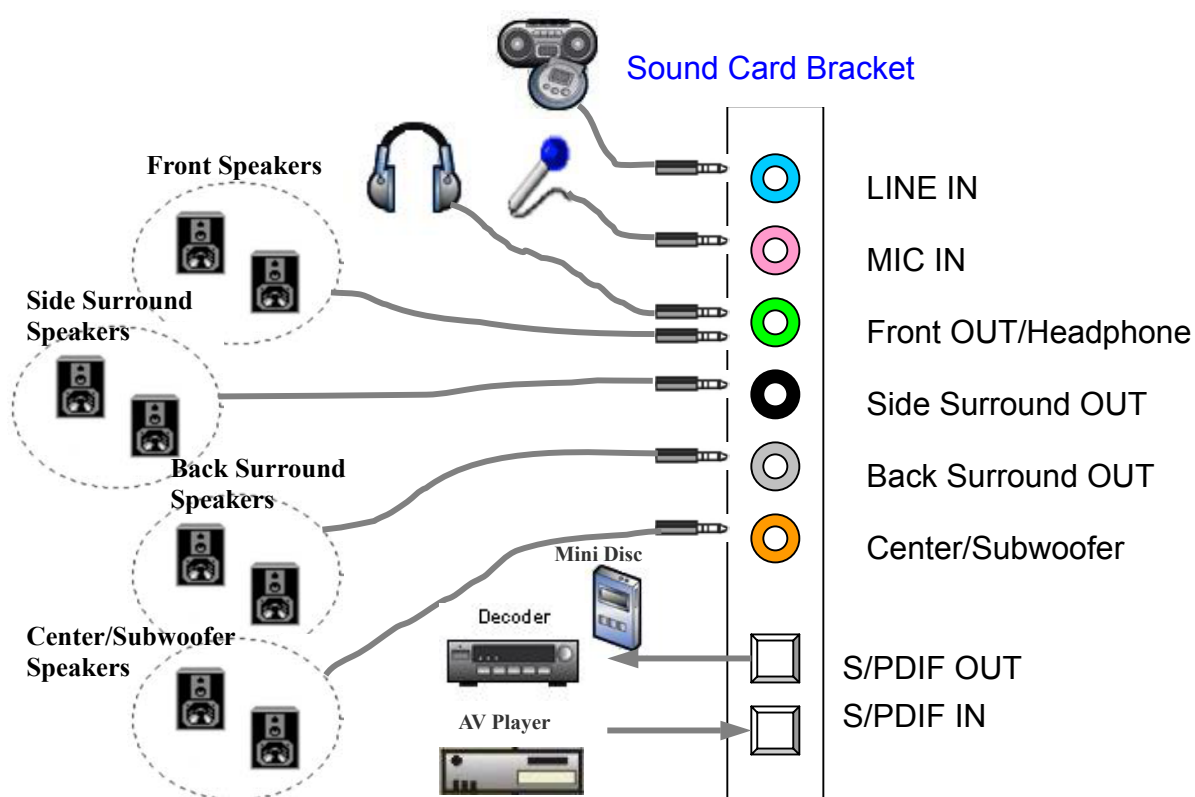 Sound Card Bracket
Front Speakers
LINE IN
MIC IN
Side Surround
Speakers
Front OUT/Headphone
Side Surround OUT
Back Surround
Speakers
Back Surround OUT
Center/Subwoofer
Mini Disc
Decoder
Center/Subwoofer
Speakers
S/PDIF OUT
AV Player
S/PDIF IN